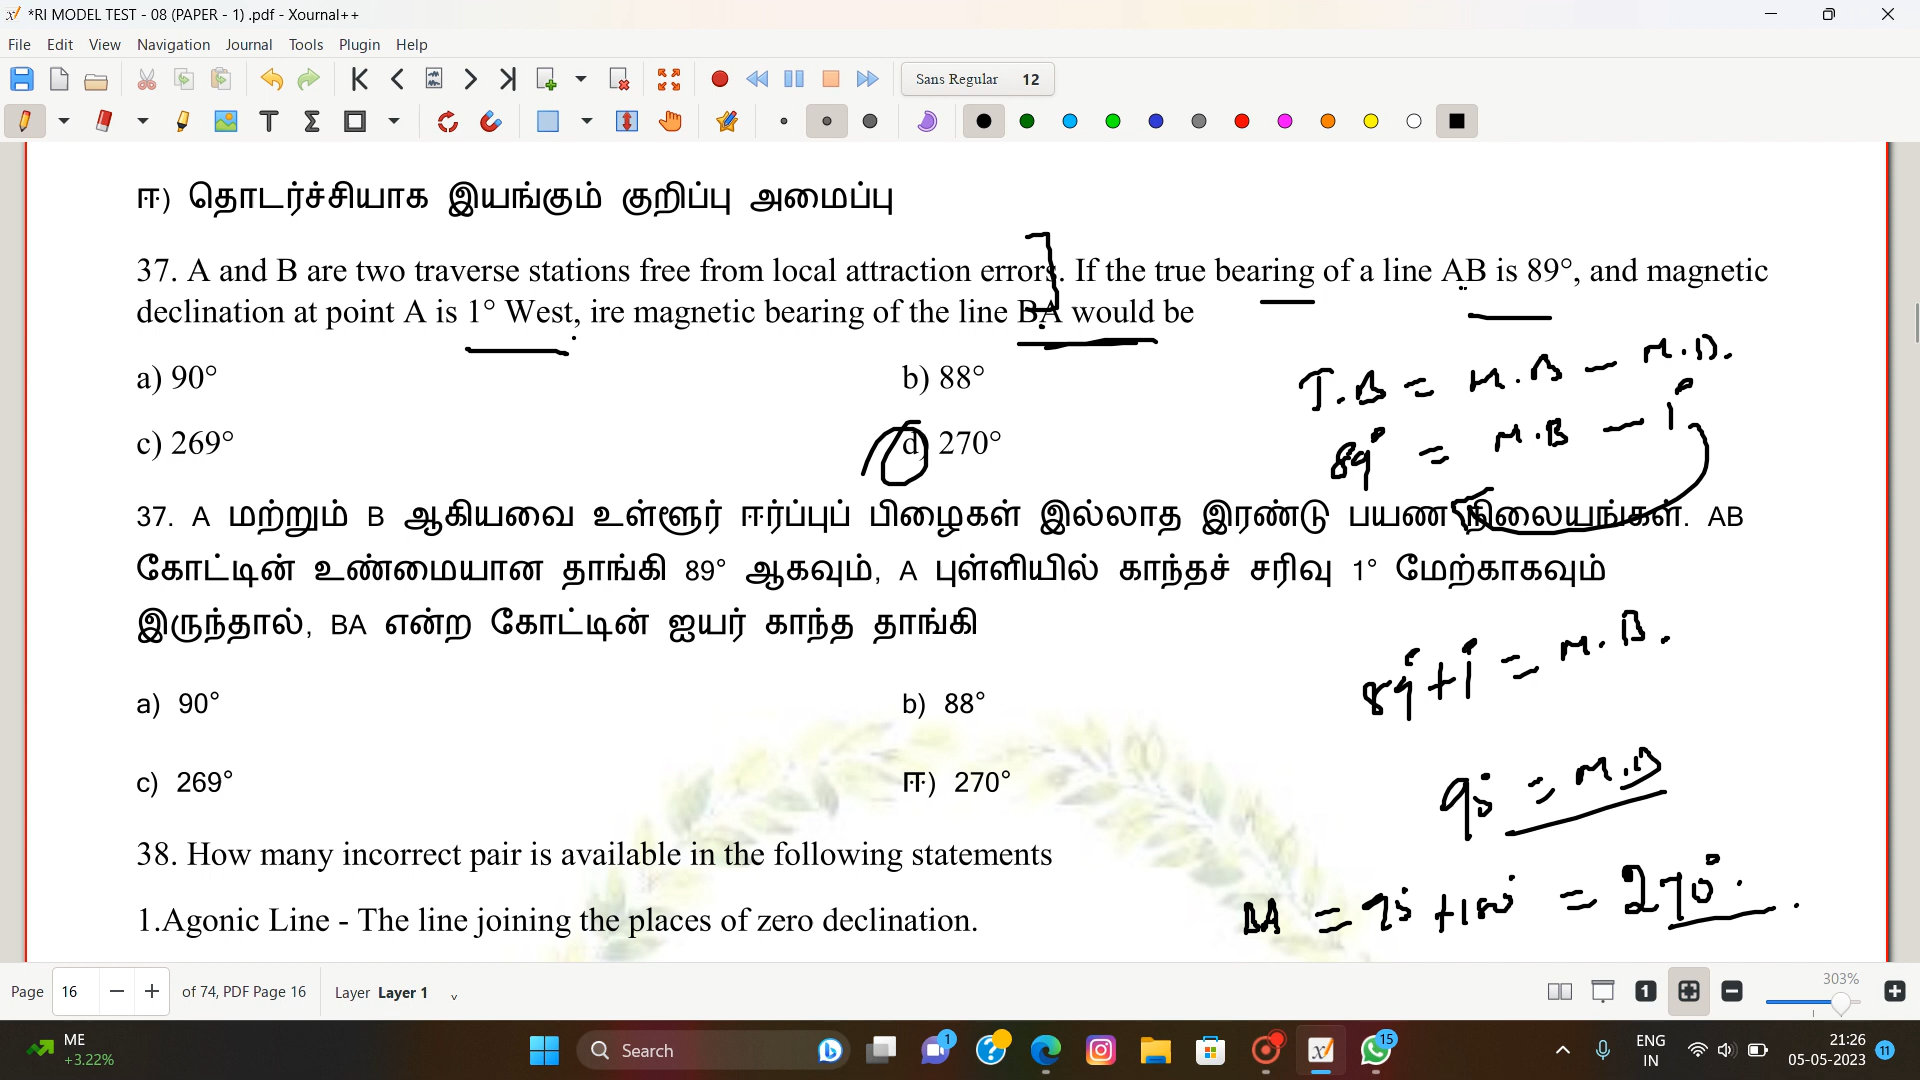 *RI MODEL TEST - 08 (PAPER - 1) .pdf - Xournal++
File Edit View Navigation Journal Tools Plugin Help
Sans Regular 12
ஈ) தொடர்ச்சியாக இயங்கும் குறிப்பு அமைப்பு
37. A and B are two traverse stations free from local attraction errors. If the true bearing of a line AB is 89°, and magnetic
declination at point A is 1° West, ire magnetic bearing of the line BA would be
a) 90° b) 88°
T.B = M.B - M.D.
c) 269° d) 270°
89° = M.B - 1°
37. A மற்றும் B ஆகியவை உள்ளூர் ஈர்ப்புப் பிழைகள் இல்லாத இரண்டு பயண நிலையங்கள். AB
கோட்டின் உண்மையான தாங்கி 89° ஆகவும், A புள்ளியில் காந்தச் சரிவு 1° மேற்காகவும்
இருந்தால், BA என்ற கோட்டின் ஐயர் காந்த தாங்கி
89°+1° = M.B.
a) 90° b) 88°
c) 269° ஈ) 270°
90° = M.B
38. How many incorrect pair is available in the following statements
1.Agonic Line - The line joining the places of zero declination.
BA = 90° +180° = 270°.
Page 16 of 74, PDF Page 16 Layer Layer 1 303%
ME
+3.22%
Search
1
15
ENG
IN
21:26
05-05-2023
11